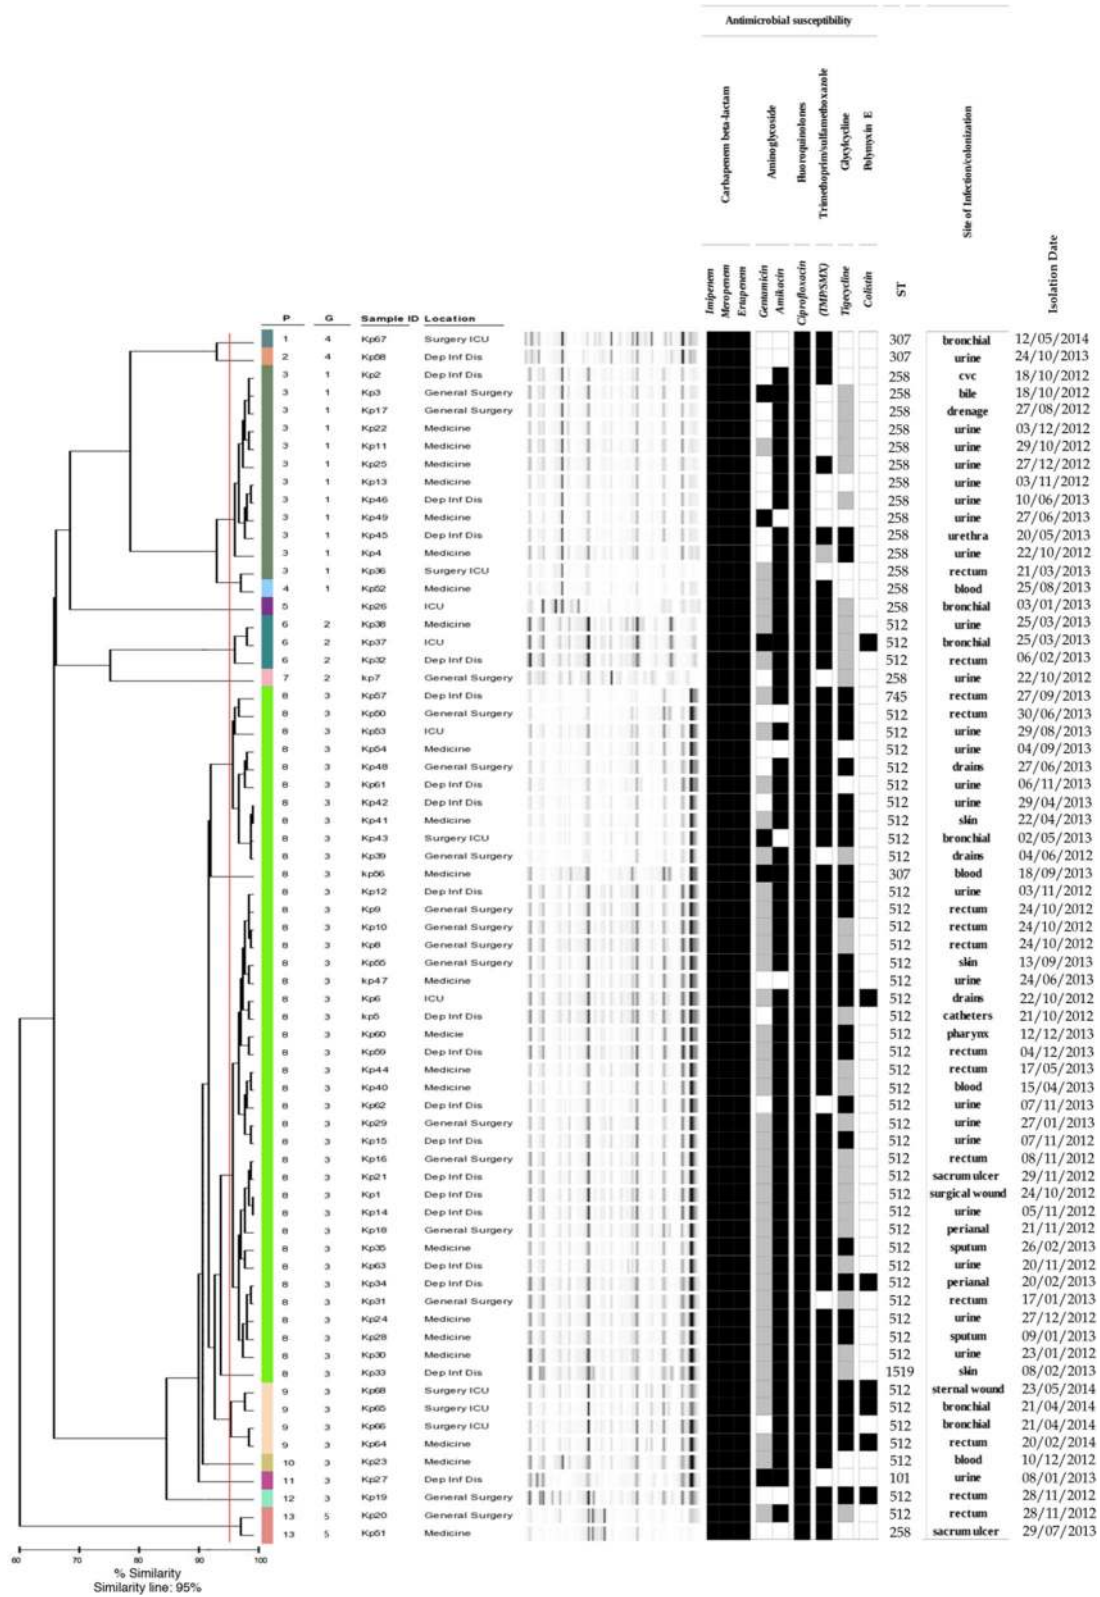 Antimicrobial susceptibility
Carbapenem beta-lactam
Aminoglycoside
Fluoroquinolones
Trimethoprim/sulfamethoxazole
Glycylcycline
Polymyxin E
Site of Infection/colonization
Isolation Date
Imipenem
Meropenem
Ertapenem
Gentamicin
Amikacin
Ciprofloxacin
(TMP/SMX)
Tigecycline
Colistin
ST
P G Sample ID Location
1 4 Kp67 Surgery ICU 307 bronchial 12/05/2014
2 4 Kp58 Dep Inf Dis 307 urine 24/10/2013
3 1 Kp2 Dep Inf Dis 258 cvc 18/10/2012
3 1 Kp3 General Surgery 258 bile 18/10/2012
3 1 Kp17 General Surgery 258 drenage 27/08/2012
3 1 Kp22 Medicine 258 urine 03/12/2012
3 1 Kp11 Medicine 258 urine 29/10/2012
3 1 Kp25 Medicine 258 urine 27/12/2012
3 1 Kp13 Medicine 258 urine 03/11/2012
3 1 Kp46 Dep Inf Dis 258 urine 10/06/2013
3 1 Kp49 Medicine 258 urine 27/06/2013
3 1 Kp45 Dep Inf Dis 258 urethra 20/05/2013
3 1 Kp4 Medicine 258 urine 22/10/2012
3 1 Kp36 Surgery ICU 258 rectum 21/03/2013
4 1 Kp52 Medicine 258 blood 25/08/2013
5 Kp26 ICU 258 bronchial 03/01/2013
6 2 Kp38 Medicine 512 urine 25/03/2013
6 2 Kp37 ICU 512 bronchial 25/03/2013
6 2 Kp32 Dep Inf Dis 512 rectum 06/02/2013
7 2 kp7 General Surgery 258 urine 22/10/2012
8 3 Kp57 Dep Inf Dis 745 rectum 27/09/2013
8 3 Kp50 General Surgery 512 rectum 30/06/2013
8 3 Kp53 ICU 512 urine 29/08/2013
8 3 Kp54 Medicine 512 urine 04/09/2013
8 3 Kp48 General Surgery 512 drains 27/06/2013
8 3 Kp61 Dep Inf Dis 512 urine 06/11/2013
8 3 Kp42 Dep Inf Dis 512 urine 29/04/2013
8 3 Kp41 Medicine 512 skin 22/04/2013
8 3 Kp43 Surgery ICU 512 bronchial 02/05/2013
8 3 Kp39 General Surgery 512 drains 04/06/2012
8 3 kp56 Medicine 307 blood 18/09/2013
8 3 Kp12 Dep Inf Dis 512 urine 03/11/2012
8 3 Kp9 General Surgery 512 rectum 24/10/2012
8 3 Kp10 General Surgery 512 rectum 24/10/2012
8 3 Kp8 General Surgery 512 rectum 24/10/2012
8 3 Kp55 General Surgery 512 skin 13/09/2013
8 3 kp47 Medicine 512 urine 24/06/2013
8 3 Kp6 ICU 512 drains 22/10/2012
8 3 kp5 Dep Inf Dis 512 catheters 21/10/2012
8 3 Kp60 Medicie 512 pharynx 12/12/2013
8 3 Kp59 Dep Inf Dis 512 rectum 04/12/2013
8 3 Kp44 Medicine 512 rectum 17/05/2013
8 3 Kp40 Medicine 512 blood 15/04/2013
8 3 Kp62 Dep Inf Dis 512 urine 07/11/2013
8 3 Kp29 General Surgery 512 urine 27/01/2013
8 3 Kp15 Dep Inf Dis 512 urine 07/11/2012
8 3 Kp16 General Surgery 512 rectum 08/11/2012
8 3 Kp21 Dep Inf Dis 512 sacrum ulcer 29/11/2012
8 3 Kp1 Dep Inf Dis 512 surgical wound 24/10/2012
8 3 Kp14 Dep Inf Dis 512 urine 05/11/2012
8 3 Kp18 General Surgery 512 perianal 21/11/2012
8 3 Kp35 Medicine 512 sputum 26/02/2013
8 3 Kp63 Dep Inf Dis 512 urine 20/11/2012
8 3 Kp34 Dep Inf Dis 512 perianal 20/02/2013
8 3 Kp31 General Surgery 512 rectum 17/01/2013
8 3 Kp24 Medicine 512 urine 27/12/2012
8 3 Kp28 Medicine 512 sputum 09/01/2013
8 3 Kp30 Medicine 512 urine 23/01/2012
8 3 Kp33 Dep Inf Dis 1519 skin 08/02/2013
9 3 Kp68 Surgery ICU 512 sternal wound 23/05/2014
9 3 Kp65 Surgery ICU 512 bronchial 21/04/2014
9 3 Kp66 Surgery ICU 512 bronchial 21/04/2014
9 3 Kp64 Medicine 512 rectum 20/02/2014
10 3 Kp23 Medicine 512 blood 10/12/2012
11 3 Kp27 Dep Inf Dis 101 urine 08/01/2013
12 3 Kp19 General Surgery 512 rectum 28/11/2012
13 5 Kp20 General Surgery 512 rectum 28/11/2012
13 5 Kp51 Medicine 258 sacrum ulcer 29/07/2013
60 70 80 90 100
% Similarity
Similarity line: 95%